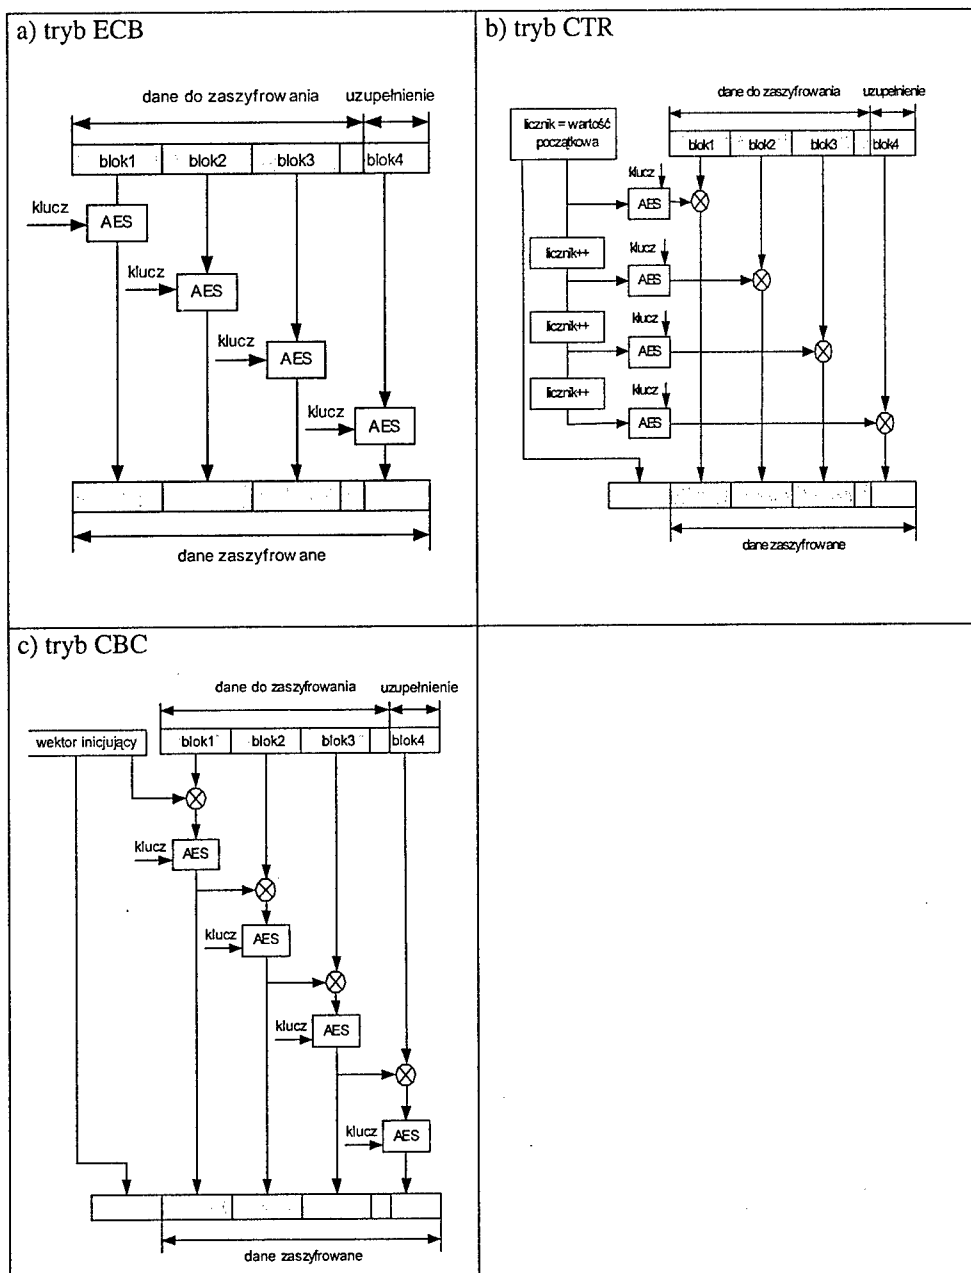 a) tryb ECB
dane do zaszyfrowania uzupełnienie
blok1 blok2 blok3 blok4
klucz AES
klucz AES
klucz AES
klucz AES
dane zaszyfrowane
b) tryb CTR
dane do zaszyfrowania uzupełnienie
licznik = wartość
początkowa
blok1 blok2 blok3 blok4
klucz
AES
licznik++
klucz
AES
licznik++
klucz
AES
licznik++
klucz
AES
dane zaszyfrowane
c) tryb CBC
dane do zaszyfrowania uzupełnienie
wektor inicjujący blok1 blok2 blok3 blok4
klucz AES
klucz AES
klucz AES
klucz AES
dane zaszyfrowane